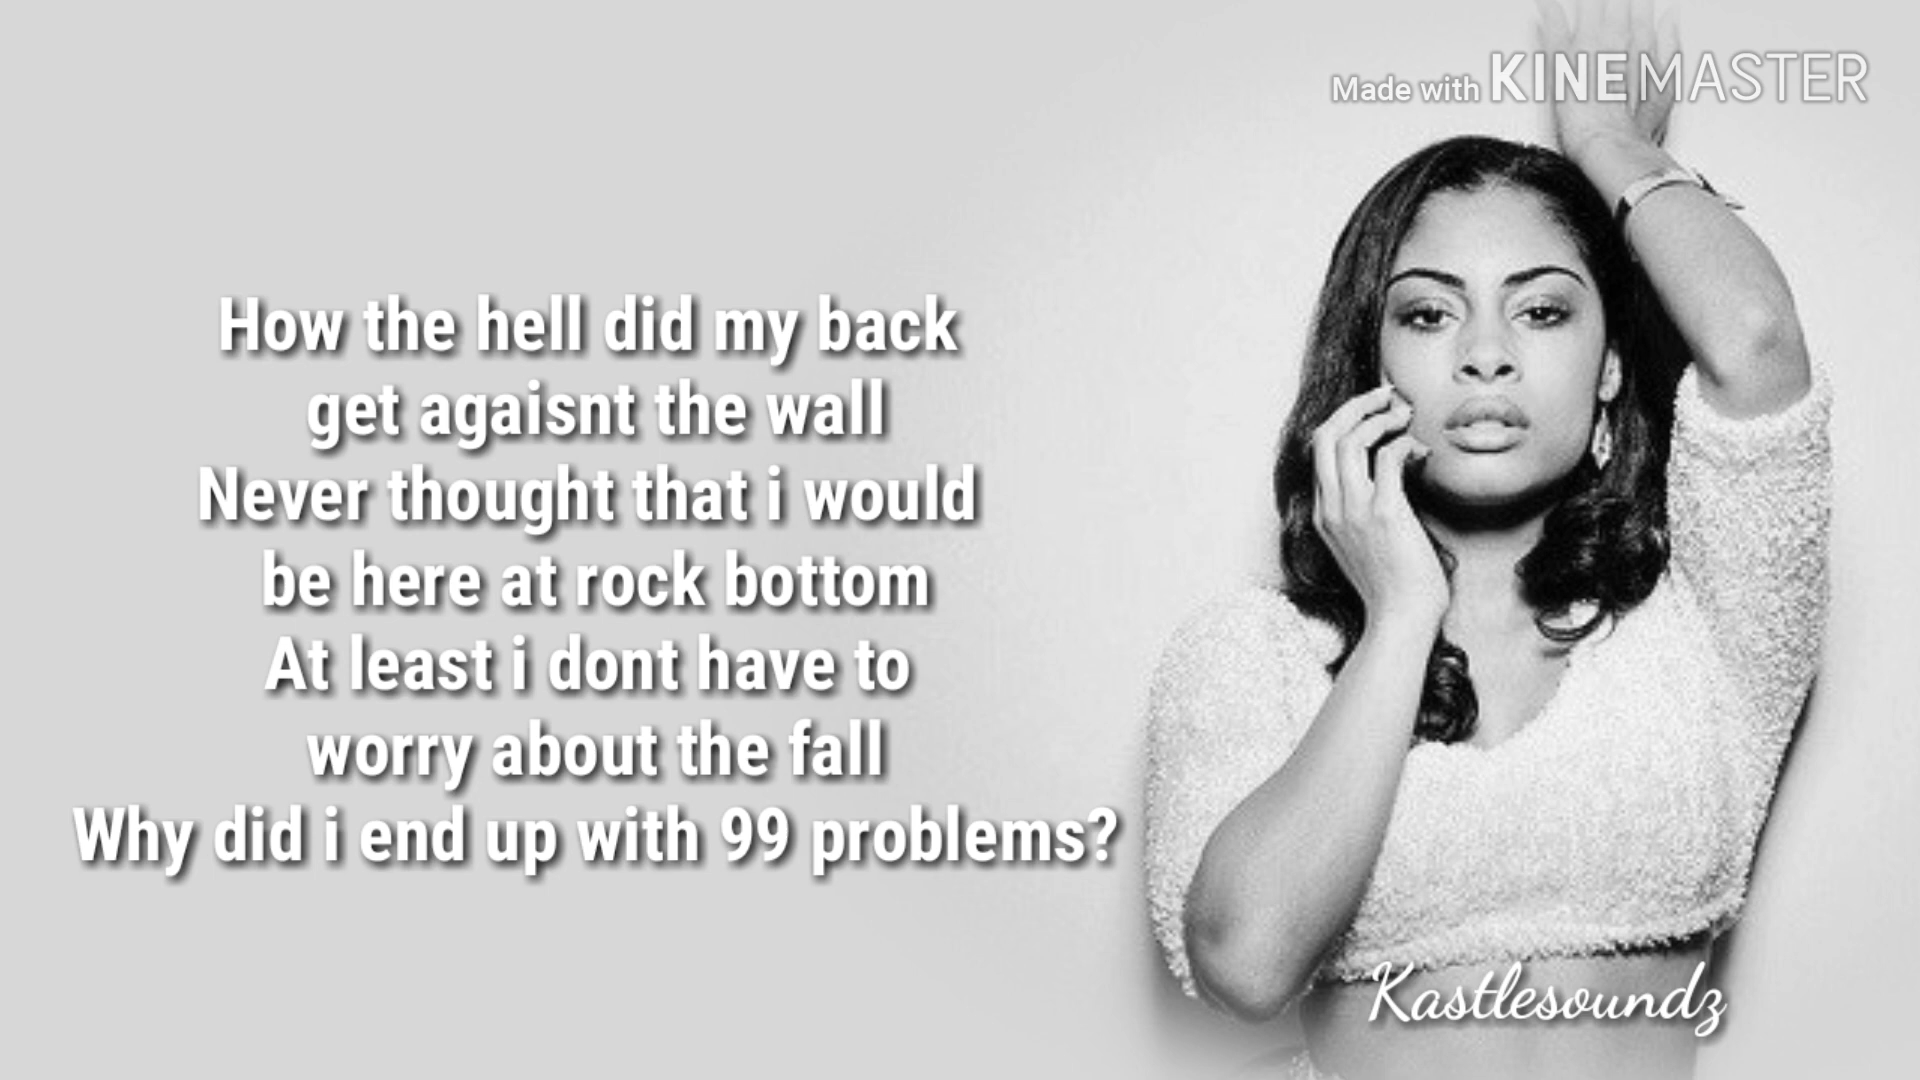 Made with KINEMASTER
How the hell did my back
get agaisnt the wall
Never thought that i would
be here at rock bottom
At least i dont have to
worry about the fall
Why did i end up with 99 problems?
Kastlesoundz